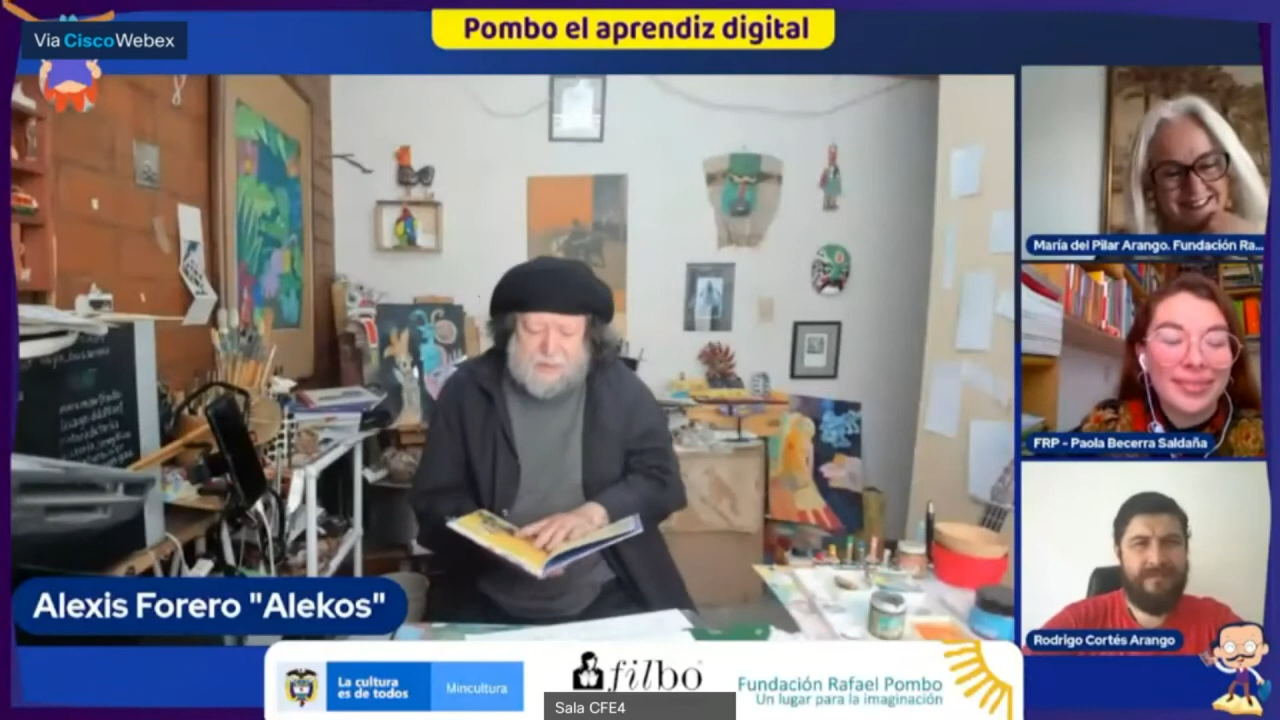 Via CiscoWebex
Pombo el aprendiz digital
María del Pilar Arango. Fundación Ra...
FRP - Paola Becerra Saldaña
Alexis Forero "Alekos"
Rodrigo Cortés Arango
La cultura
es de todos
Mincultura
filbo
Fundación Rafael Pombo
Un lugar para la imaginación
Sala CFE4